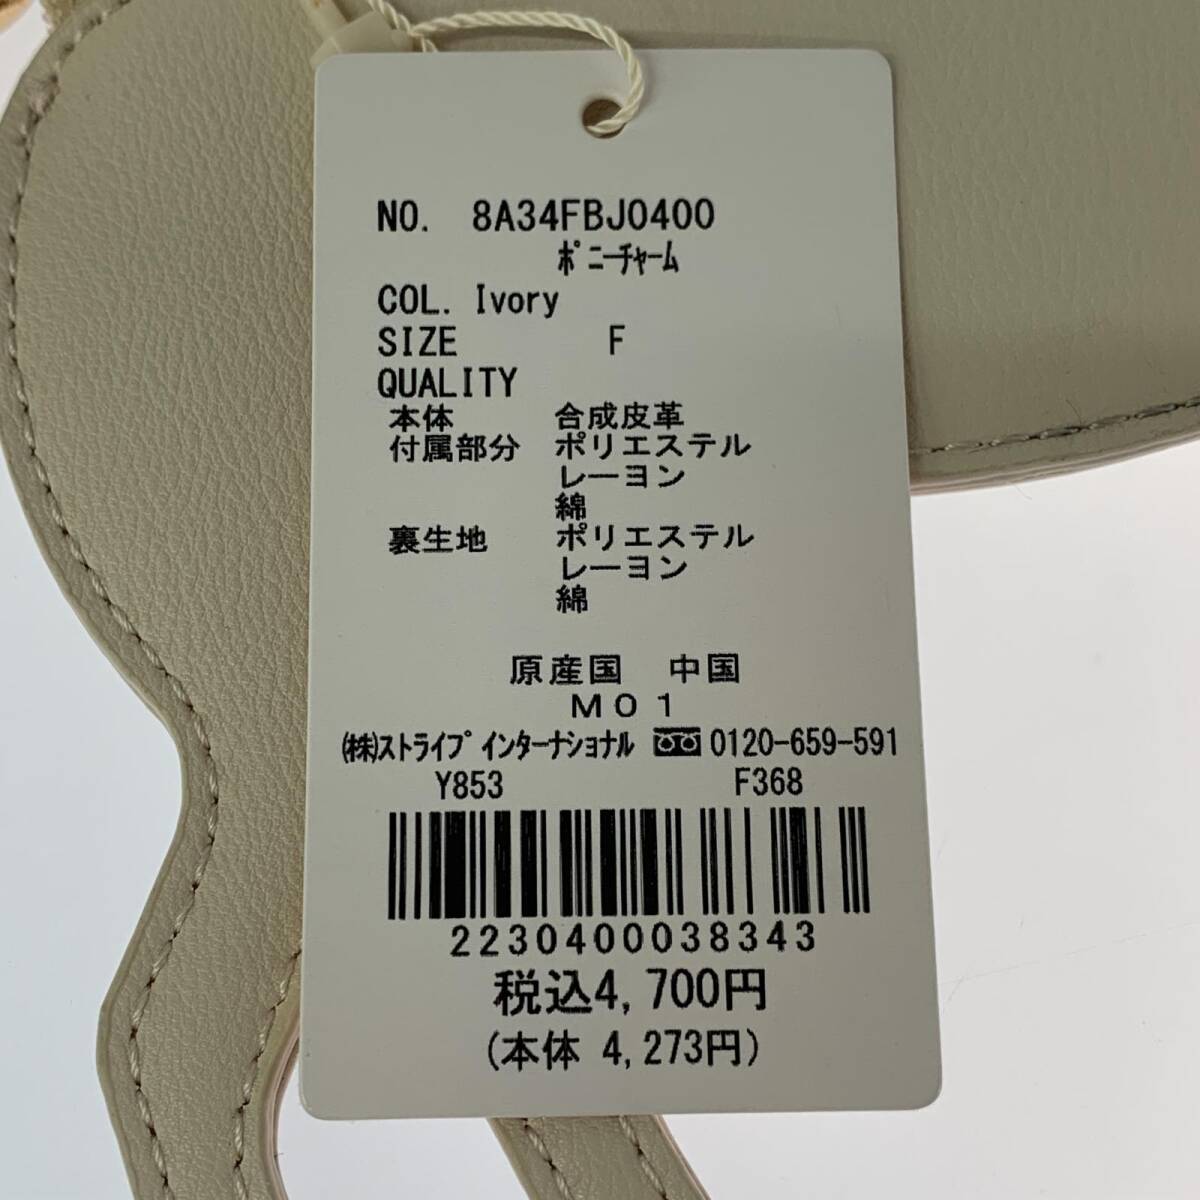 NO. 8A34FBJ0400
ﾎﾟﾆｰﾁｬｰﾑ
COL. Ivory
SIZE F
QUALITY
本体 合成皮革
付属部分 ポリエステル
レーヨン
綿
裏生地 ポリエステル
レーヨン
綿
原産国 中国
MO1
㈱ｽﾄﾗｲﾌﾟｲﾝﾀｰﾅｼｮﾅﾙ 0120-659-591
Y853 F368
2230400038343
税込4,700円
(本体 4,273円)